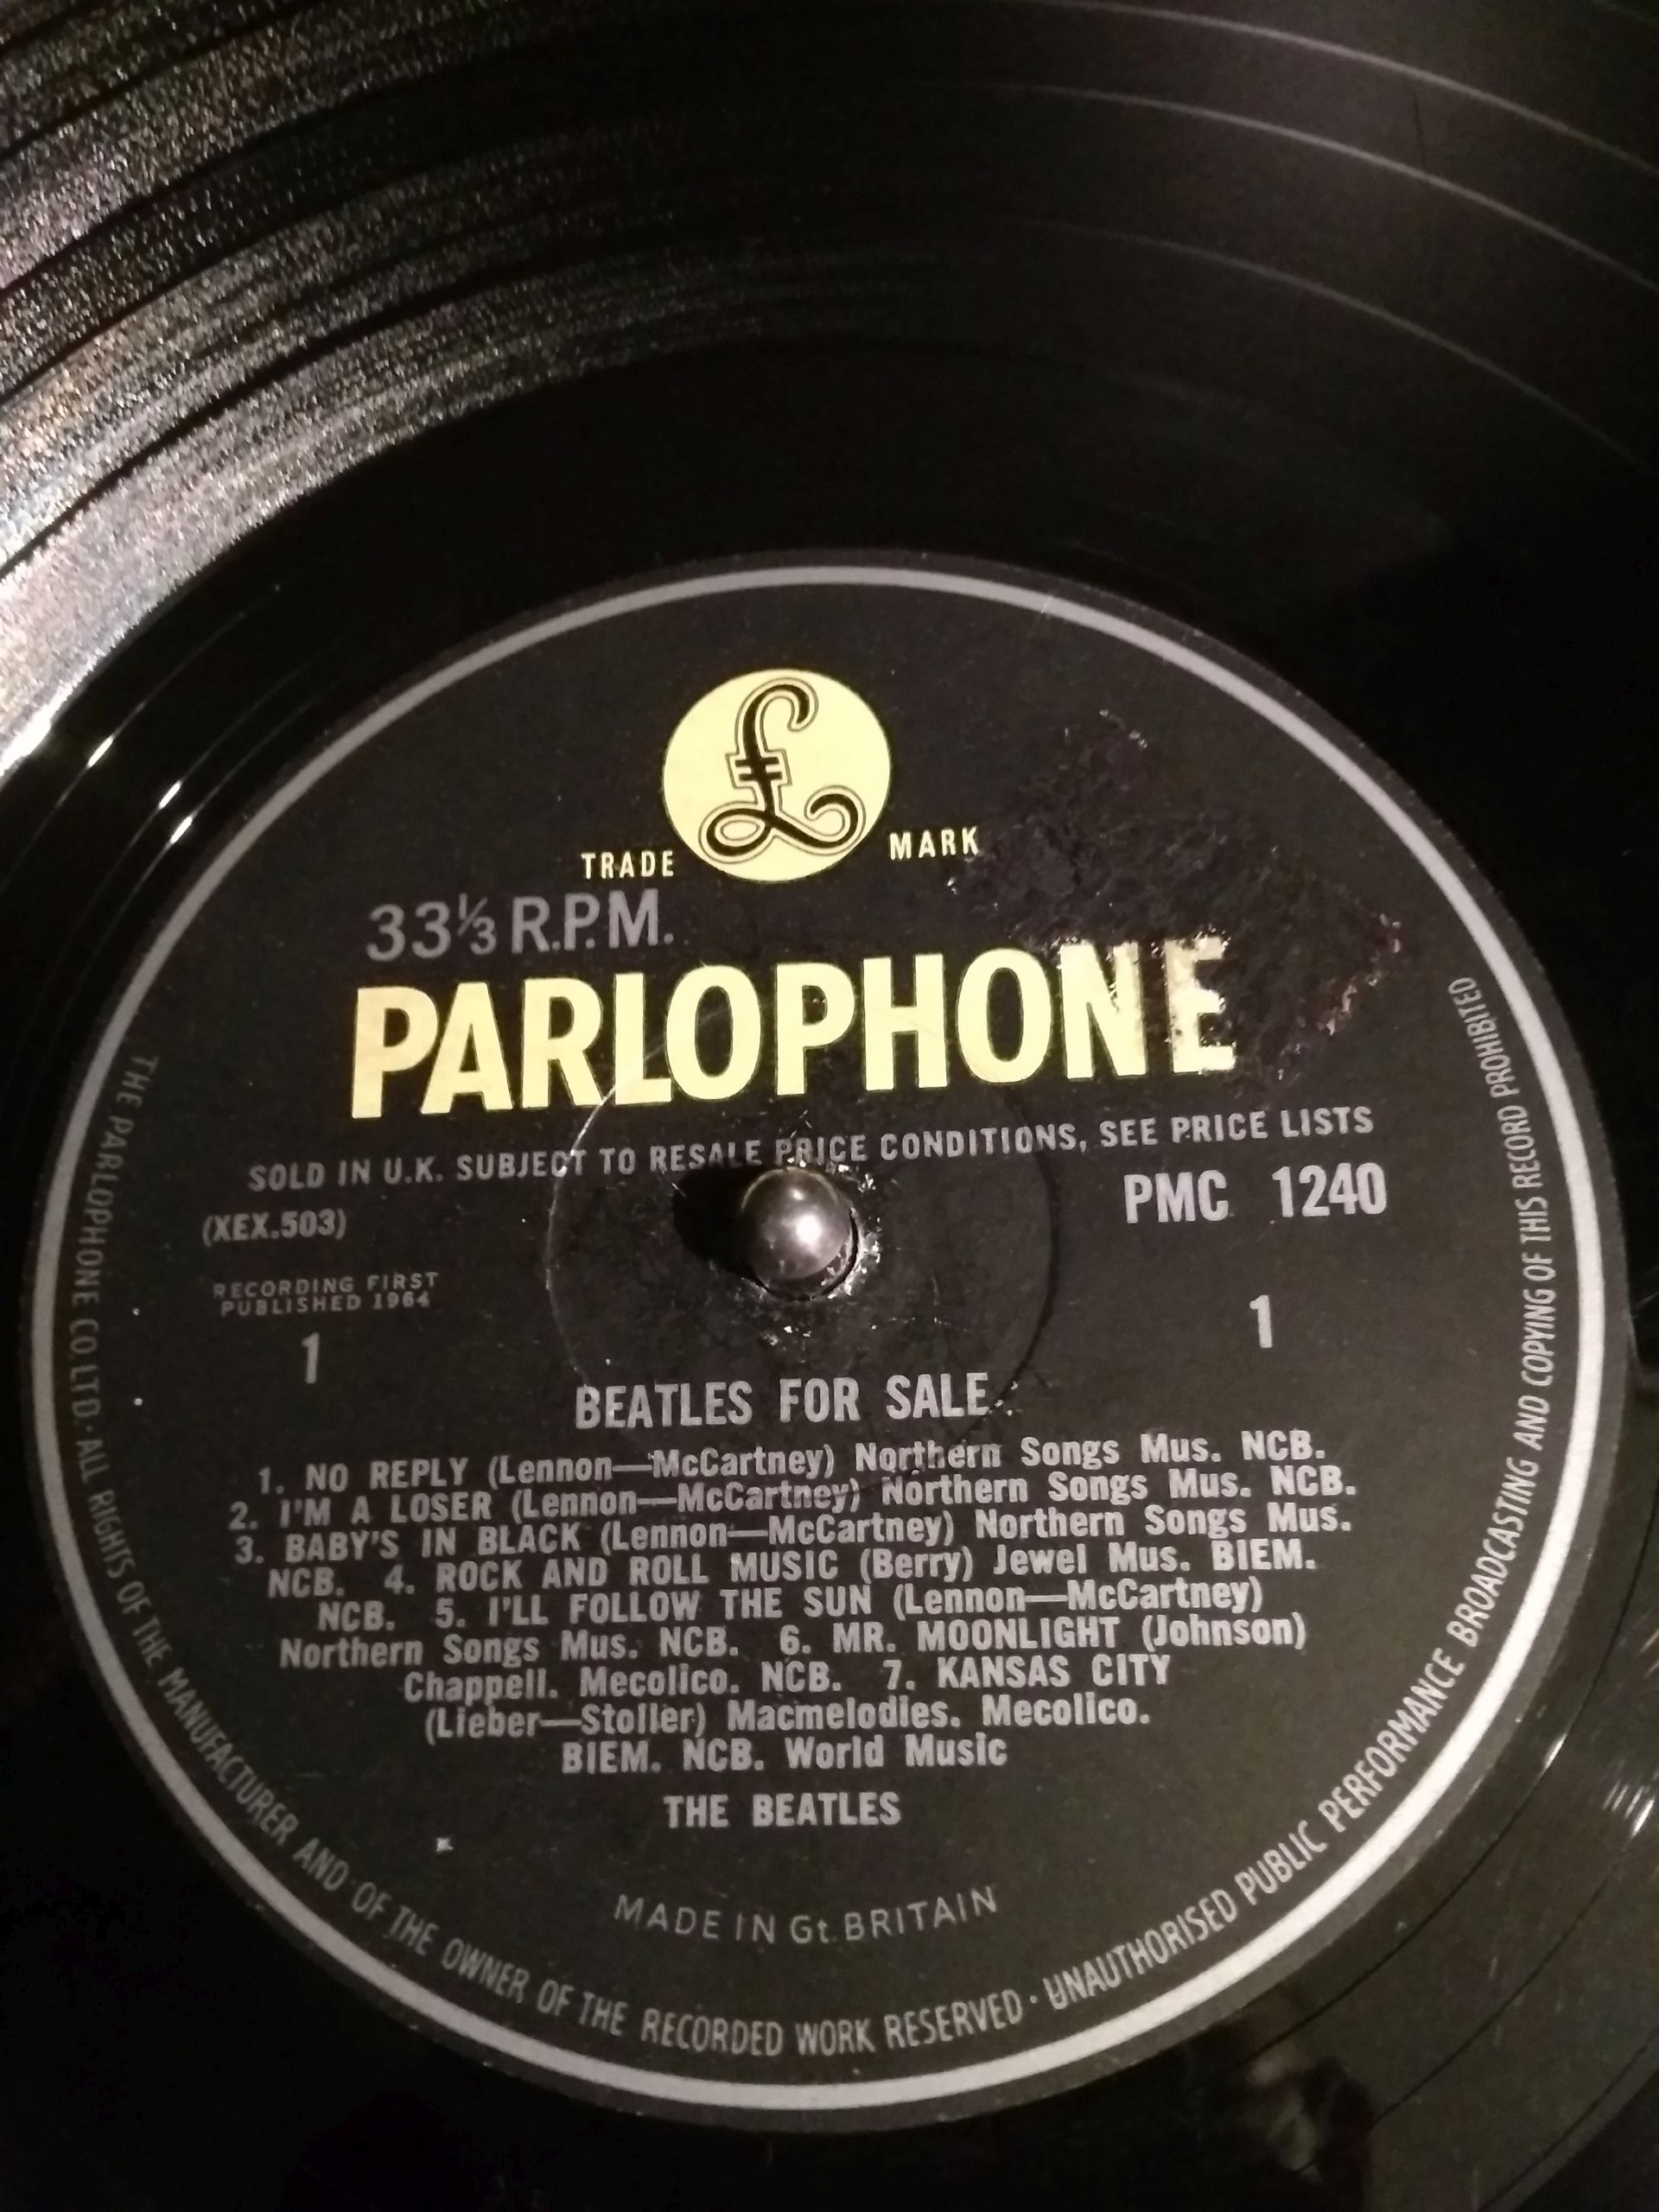 £
TRADE MARK
33⅓ R.P.M.
PARLOPHONE
SOLD IN U.K. SUBJECT TO RESALE PRICE CONDITIONS, SEE PRICE LISTS
(XEX.503) PMC 1240
RECORDING FIRST
PUBLISHED 1964
1 1
BEATLES FOR SALE
1. NO REPLY (Lennon—McCartney) Northern Songs Mus. NCB.
2. I'M A LOSER (Lennon—McCartney) Northern Songs Mus. NCB.
3. BABY'S IN BLACK (Lennon—McCartney) Northern Songs Mus.
NCB. 4. ROCK AND ROLL MUSIC (Berry) Jewel Mus. BIEM.
NCB. 5. I'LL FOLLOW THE SUN (Lennon—McCartney)
Northern Songs Mus. NCB. 6. MR. MOONLIGHT (Johnson)
Chappell. Mecolico. NCB. 7. KANSAS CITY
(Lieber—Stoller) Macmelodies. Mecolico.
BIEM. NCB. World Music
THE BEATLES
MADE IN Gt. BRITAIN
THE PARLOPHONE CO. LTD. · ALL RIGHTS OF THE MANUFACTURER AND OF THE OWNER OF THE RECORDED WORK RESERVED · UNAUTHORISED PUBLIC PERFORMANCE BROADCASTING AND COPYING OF THIS RECORD PROHIBITED